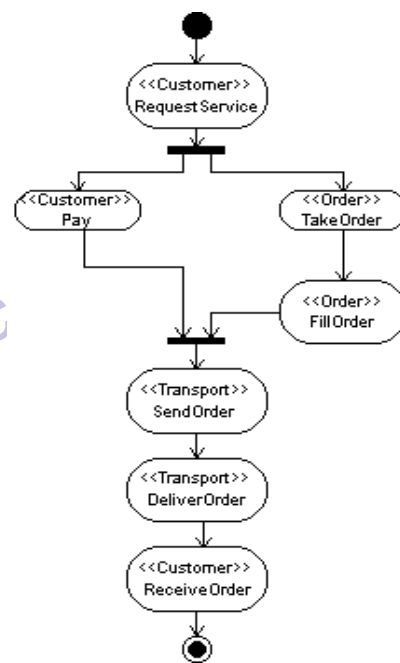 <<Customer>>
RequestService
<<Customer>>
Pay
<<Order>>
TakeOrder
<<Order>>
FillOrder
<<Transport>>
SendOrder
<<Transport>>
DeliverOrder
<<Customer>>
ReceiveOrder